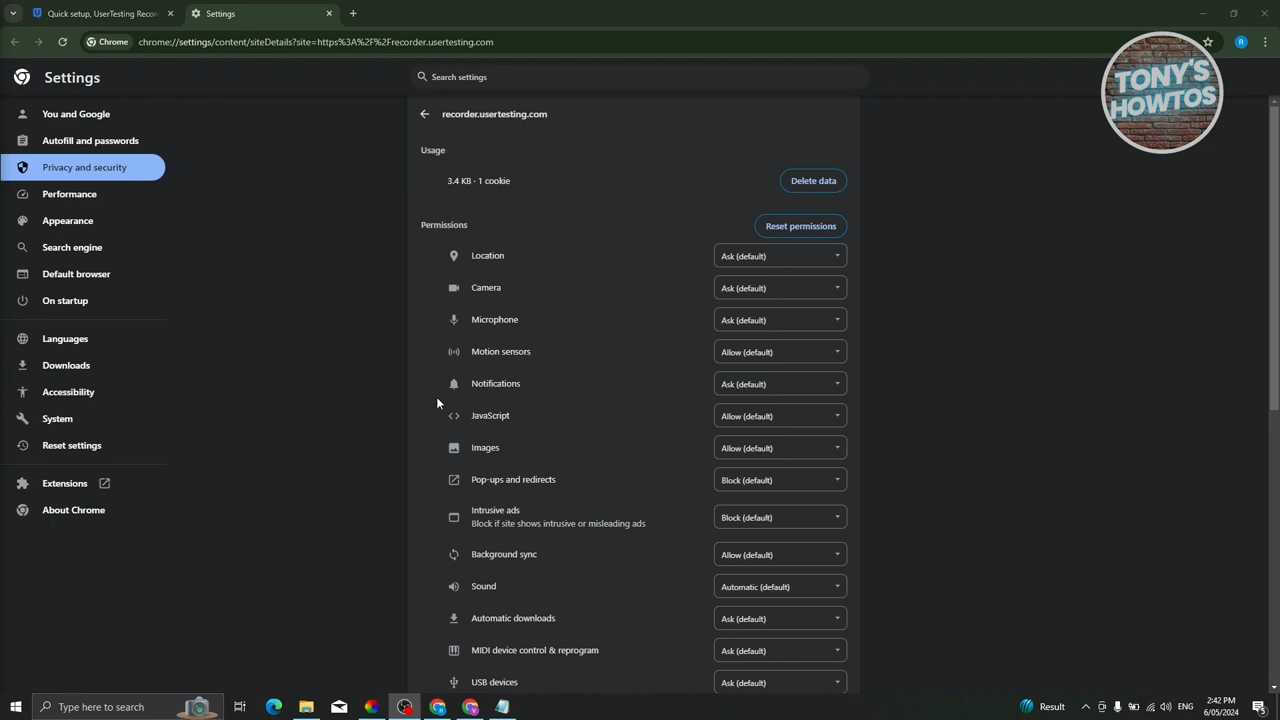 Quick setup, UserTesting Reco
Settings
Chrome
chrome://settings/content/siteDetails?site=https%3A%2F%2Frecorder.usertesting.com
R
TONY'S
HOWTOS
Settings
Search settings
You and Google
Autofill and passwords
Privacy and security
Performance
Appearance
Search engine
Default browser
On startup
Languages
Downloads
Accessibility
System
Reset settings
Extensions
About Chrome
recorder.usertesting.com
Usage
3.4 KB · 1 cookie
Delete data
Permissions
Reset permissions
Location
Ask (default)
Camera
Ask (default)
Microphone
Ask (default)
Motion sensors
Allow (default)
Notifications
Ask (default)
JavaScript
Allow (default)
Images
Allow (default)
Pop-ups and redirects
Block (default)
Intrusive ads
Block if site shows intrusive or misleading ads
Block (default)
Background sync
Allow (default)
Sound
Automatic (default)
Automatic downloads
Ask (default)
MIDI device control & reprogram
Ask (default)
USB devices
Ask (default)
Type here to search
Result
ENG
2:42 PM
6/05/2024